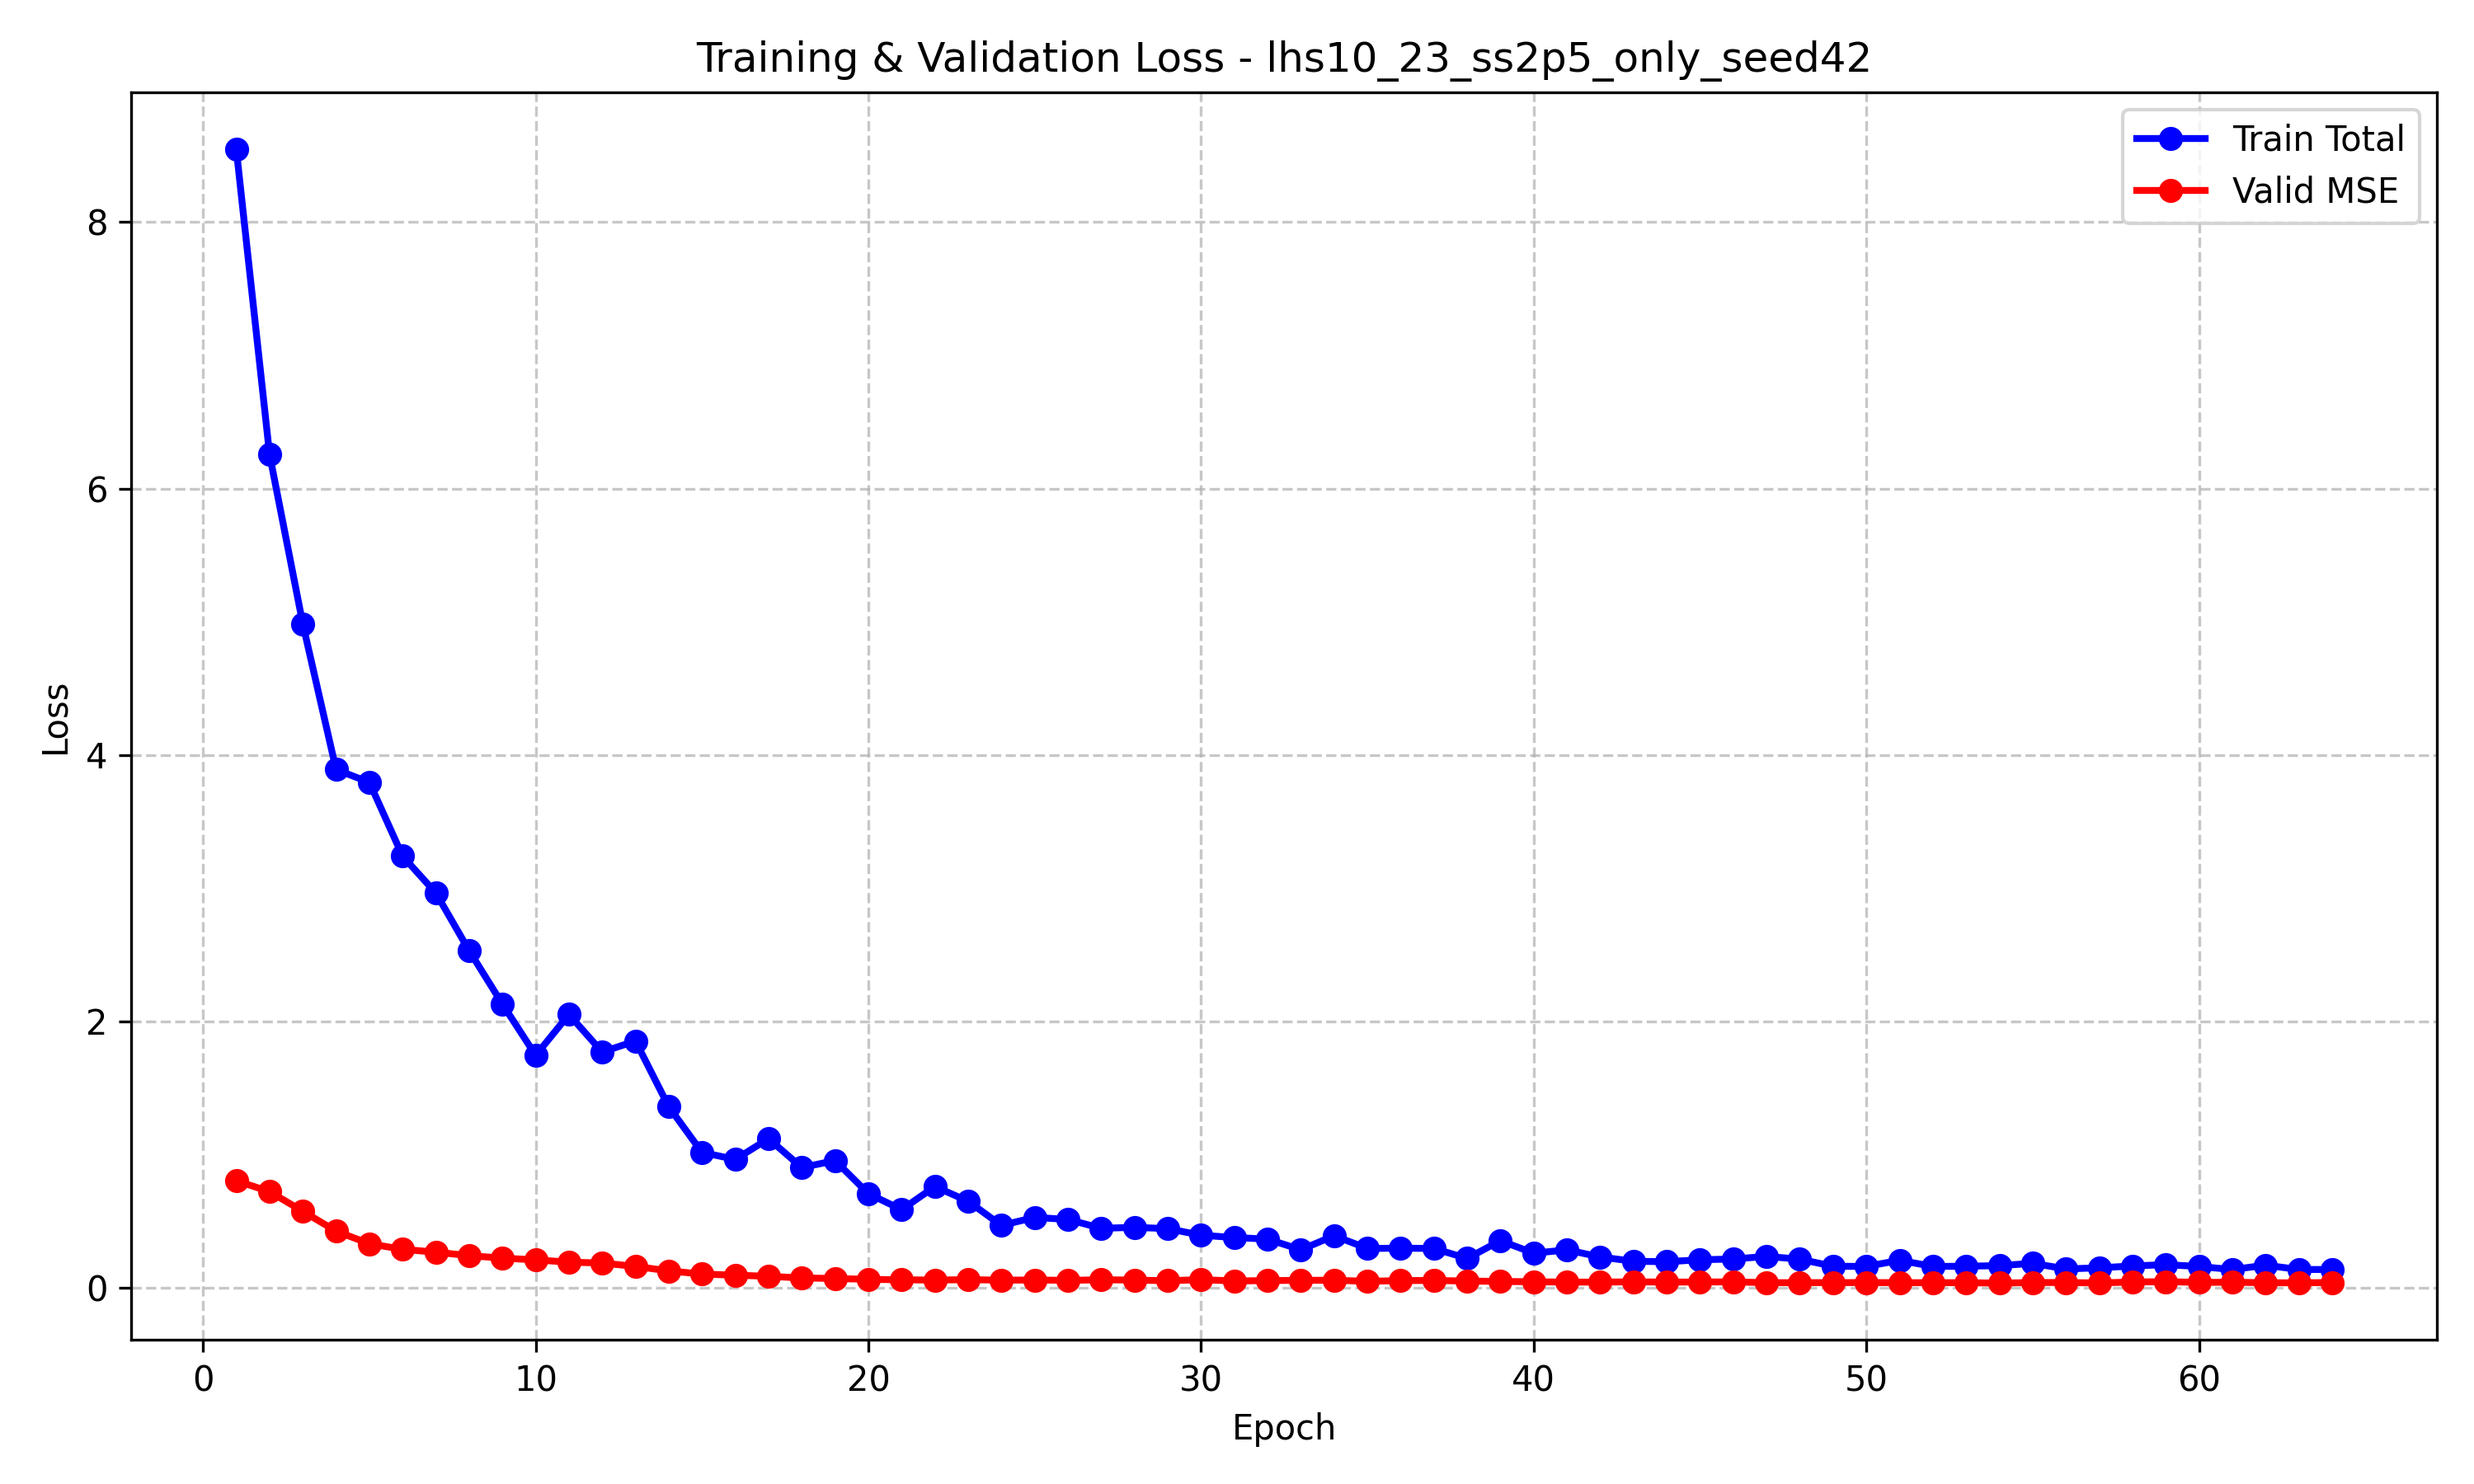 Training & Validation Loss - lhs10_23_ss2p5_only_seed42
Train Total
Valid MSE
8
6
4
2
0
Loss
0 10 20 30 40 50 60
Epoch